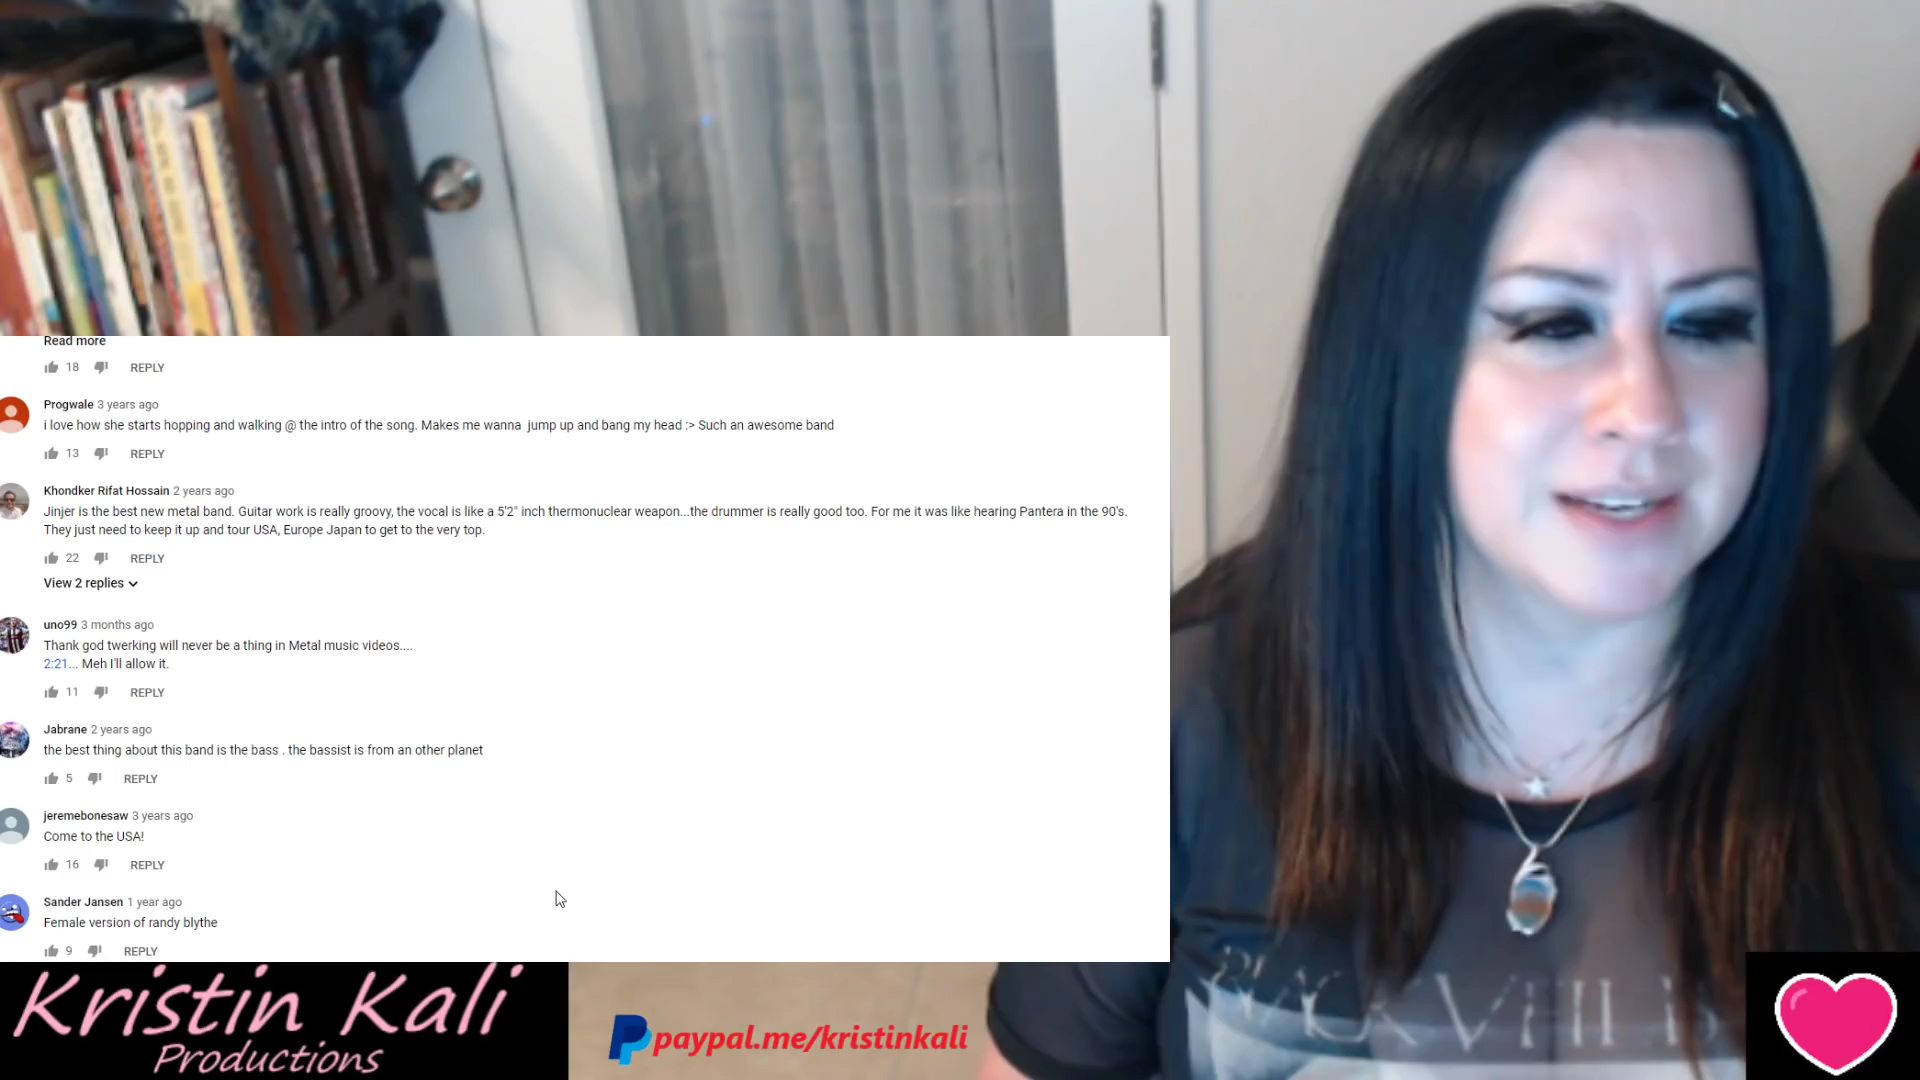 Read more
18 REPLY
Progwale 3 years ago
i love how she starts hopping and walking @ the intro of the song. Makes me wanna jump up and bang my head :> Such an awesome band
13 REPLY
Khondker Rifat Hossain 2 years ago
Jinjer is the best new metal band. Guitar work is really groovy, the vocal is like a 5'2" inch thermonuclear weapon...the drummer is really good too. For me it was like hearing Pantera in the 90's.
They just need to keep it up and tour USA, Europe Japan to get to the very top.
22 REPLY
View 2 replies
uno99 3 months ago
Thank god twerking will never be a thing in Metal music videos....
2:21... Meh I'll allow it.
11 REPLY
Jabrane 2 years ago
the best thing about this band is the bass . the bassist is from an other planet
5 REPLY
jeremebonesaw 3 years ago
Come to the USA!
16 REPLY
Sander Jansen 1 year ago
Female version of randy blythe
9 REPLY
Kristin Kali
Productions
paypal.me/kristinkali